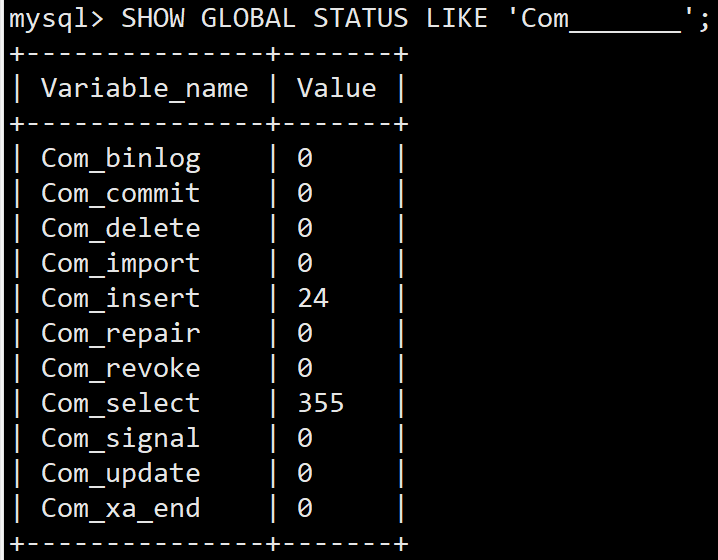 mysql> SHOW GLOBAL STATUS LIKE 'Com_______';
+---------------+-------+
| Variable_name | Value |
+---------------+-------+
| Com_binlog    | 0     |
| Com_commit    | 0     |
| Com_delete    | 0     |
| Com_import    | 0     |
| Com_insert    | 24    |
| Com_repair    | 0     |
| Com_revoke    | 0     |
| Com_select    | 355   |
| Com_signal    | 0     |
| Com_update    | 0     |
| Com_xa_end    | 0     |
+---------------+-------+